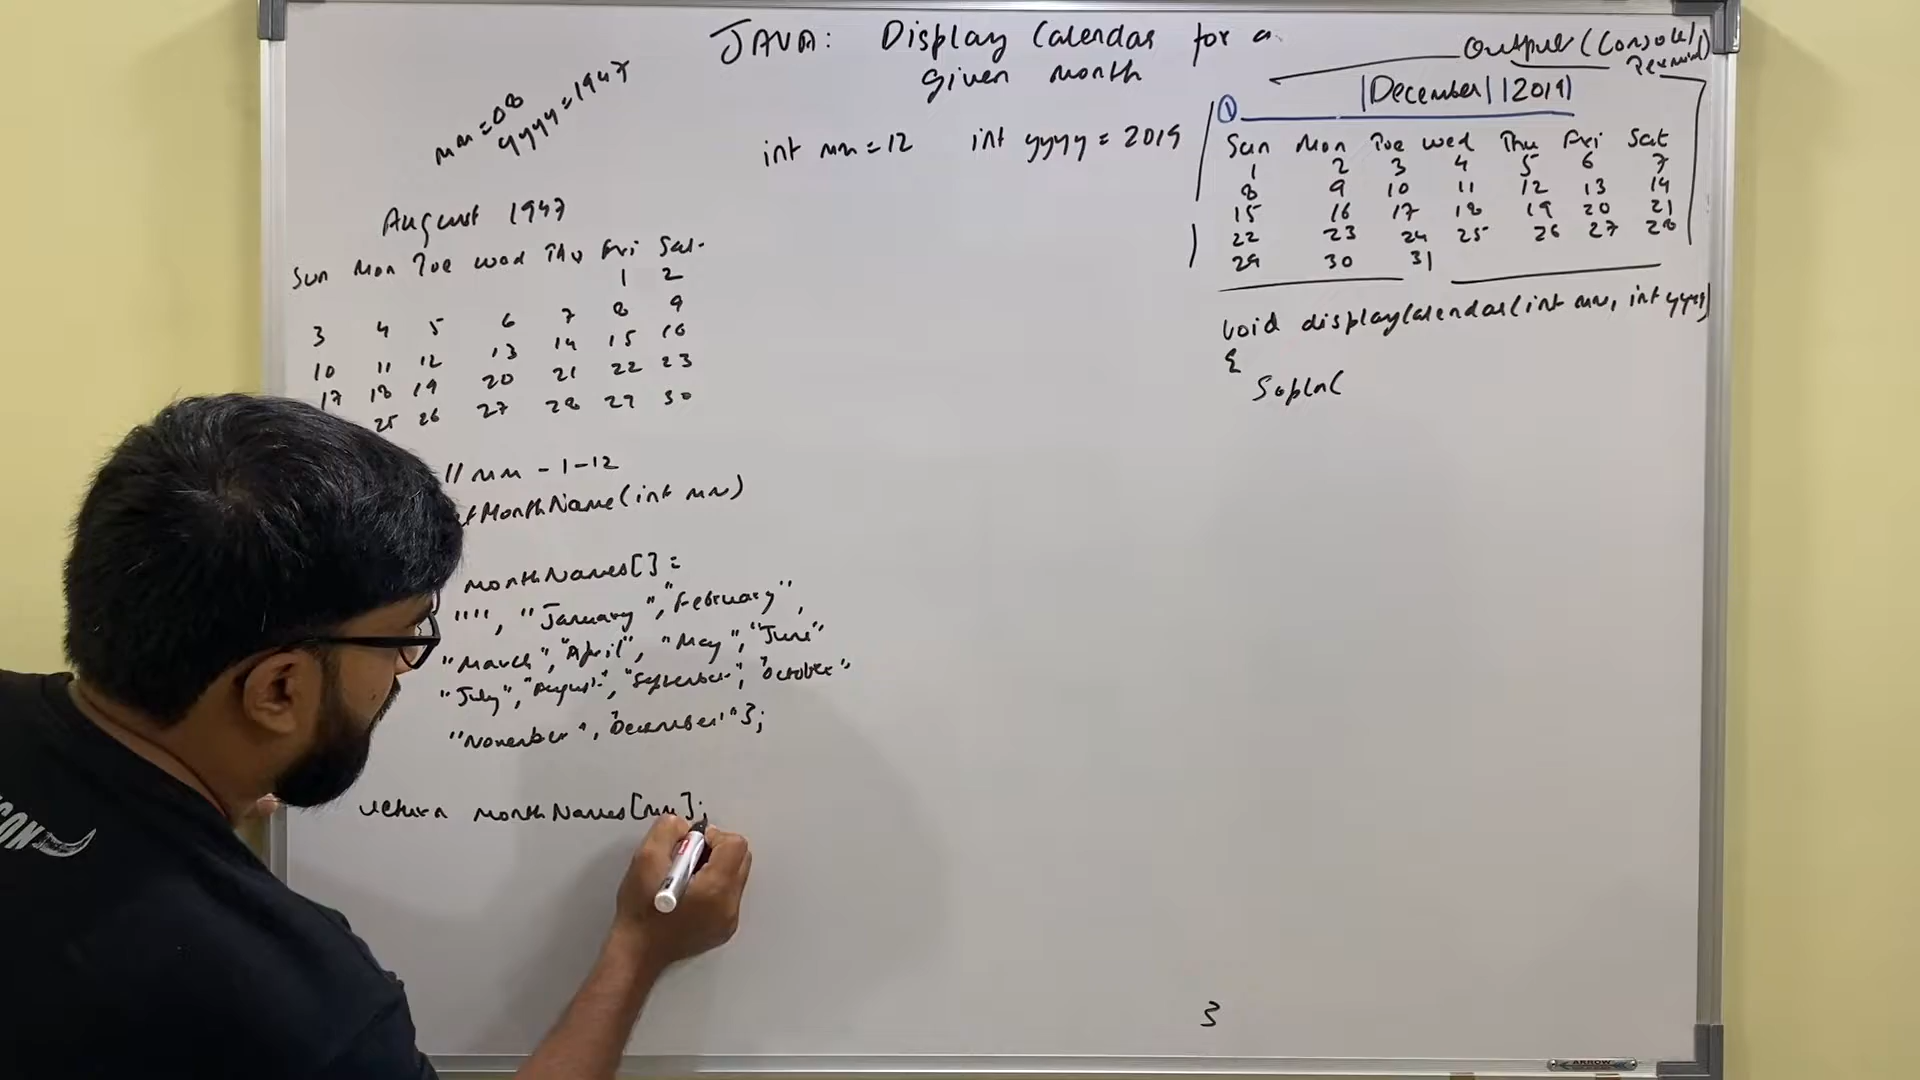 JAVA: Display Calendar for a
given month
int mm = 12 int yyyy = 2019
mm = 08
yyyy = 1947
August 1947
Sun Mon Tue Wed Thu Fri Sat
1 2
3 4 5 6 7 8 9
10 11 12 13 14 15 16
17 18 19 20 21 22 23
25 26 27 28 29 30
// mm - 1-12
tMonthName(int mm)
monthNames[] =
"", "January", "February",
"March", "April", "May", "June"
"July", "August", "September", "October"
"November", "December"};
return monthNames[mm];
Output (Console/
|December| |2019|
1
Sun Mon Tue Wed Thu Fri Sat
1 2 3 4 5 6 7
8 9 10 11 12 13 14
15 16 17 18 19 20 21
22 23 24 25 26 27 28
29 30 31
void displayCalendar(int mm, int yyyy)
{
Sopln(
}
ARROW